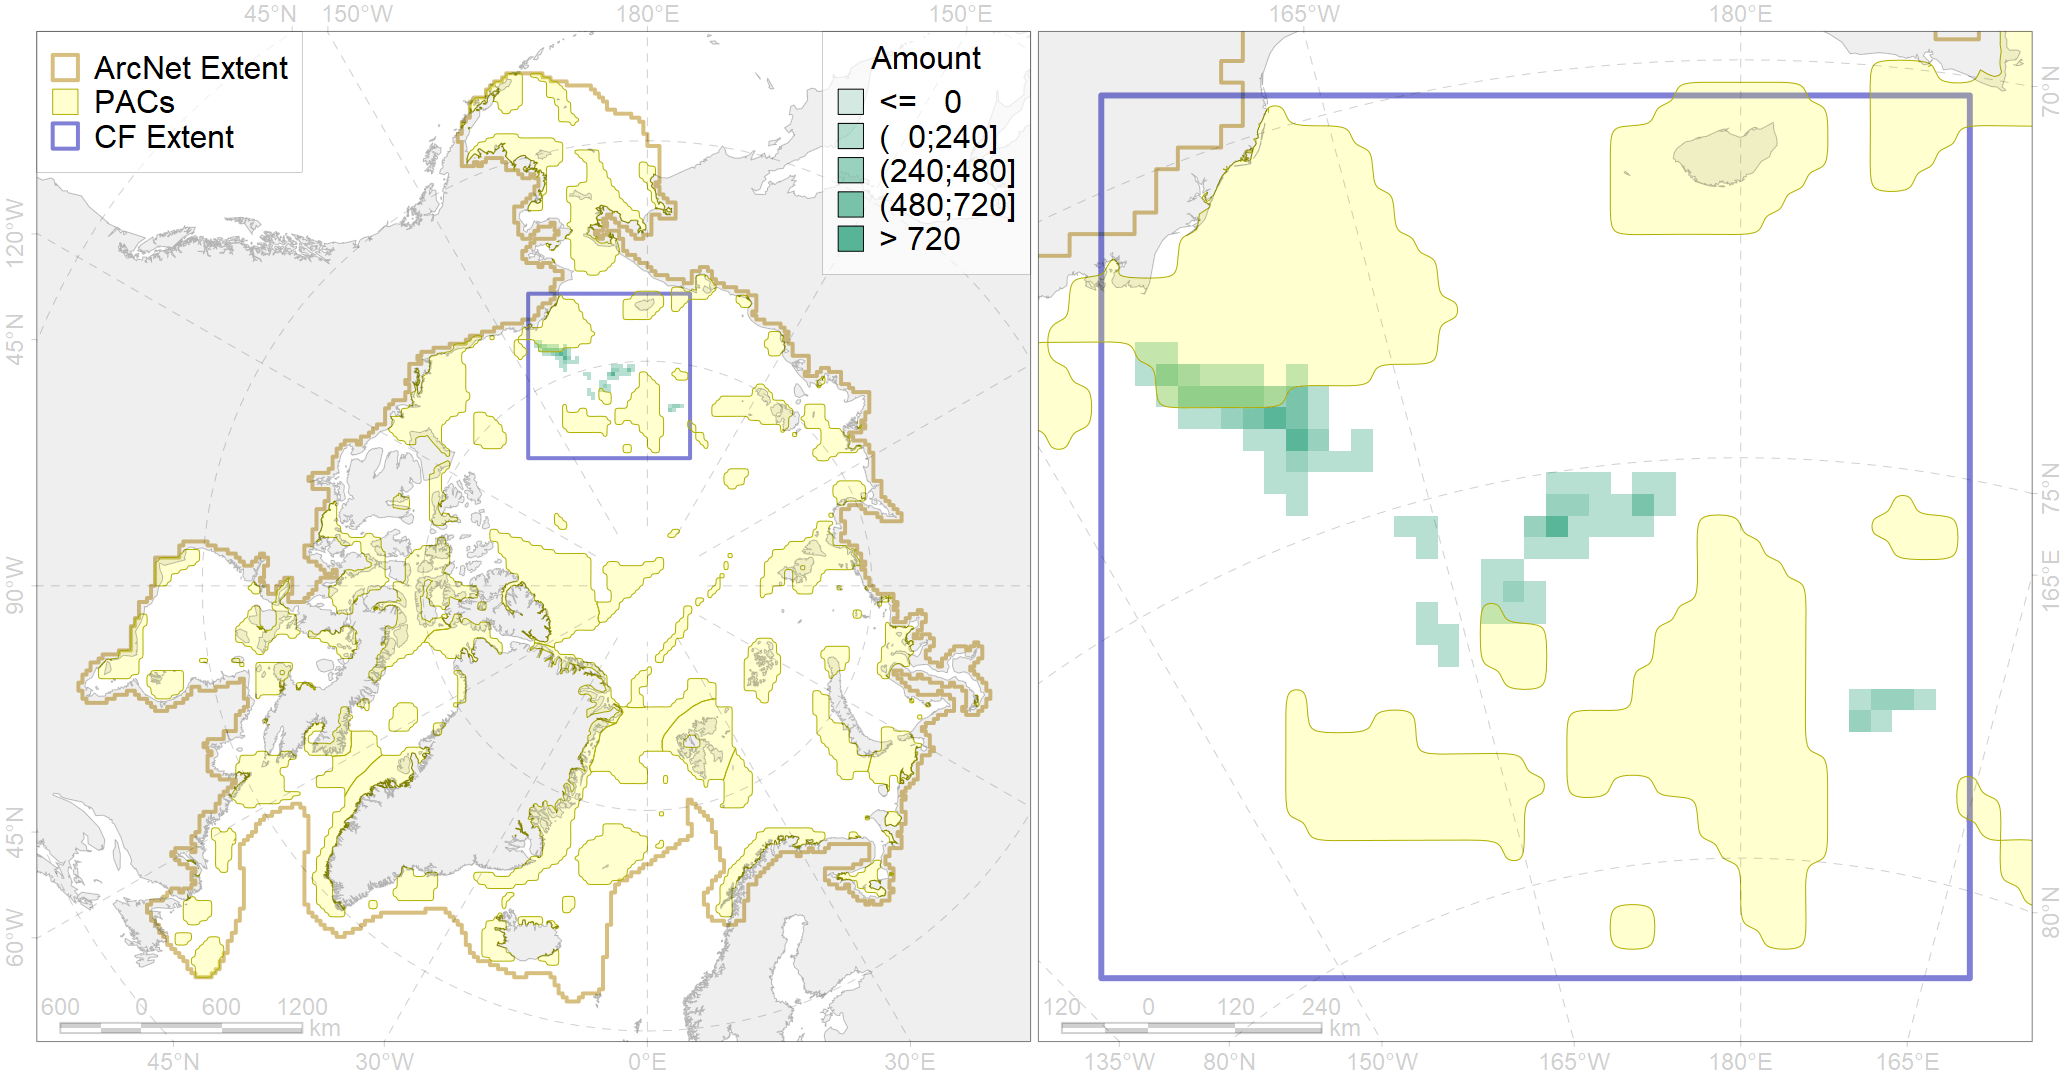 45°N 150°W 180°E 150°E 165°W 180°E
ArcNet Extent
PACs
CF Extent
Amount
<= 0
( 0;240]
(240;480]
(480;720]
> 720
120°W
45°N
90°W
45°N
60°W
70°N
75°N
165°E
80°N
600 0 600 1200 km
120 0 120 240 km
45°N 30°W 0°E 30°E 135°W 80°N 150°W 165°W 180°E 165°E